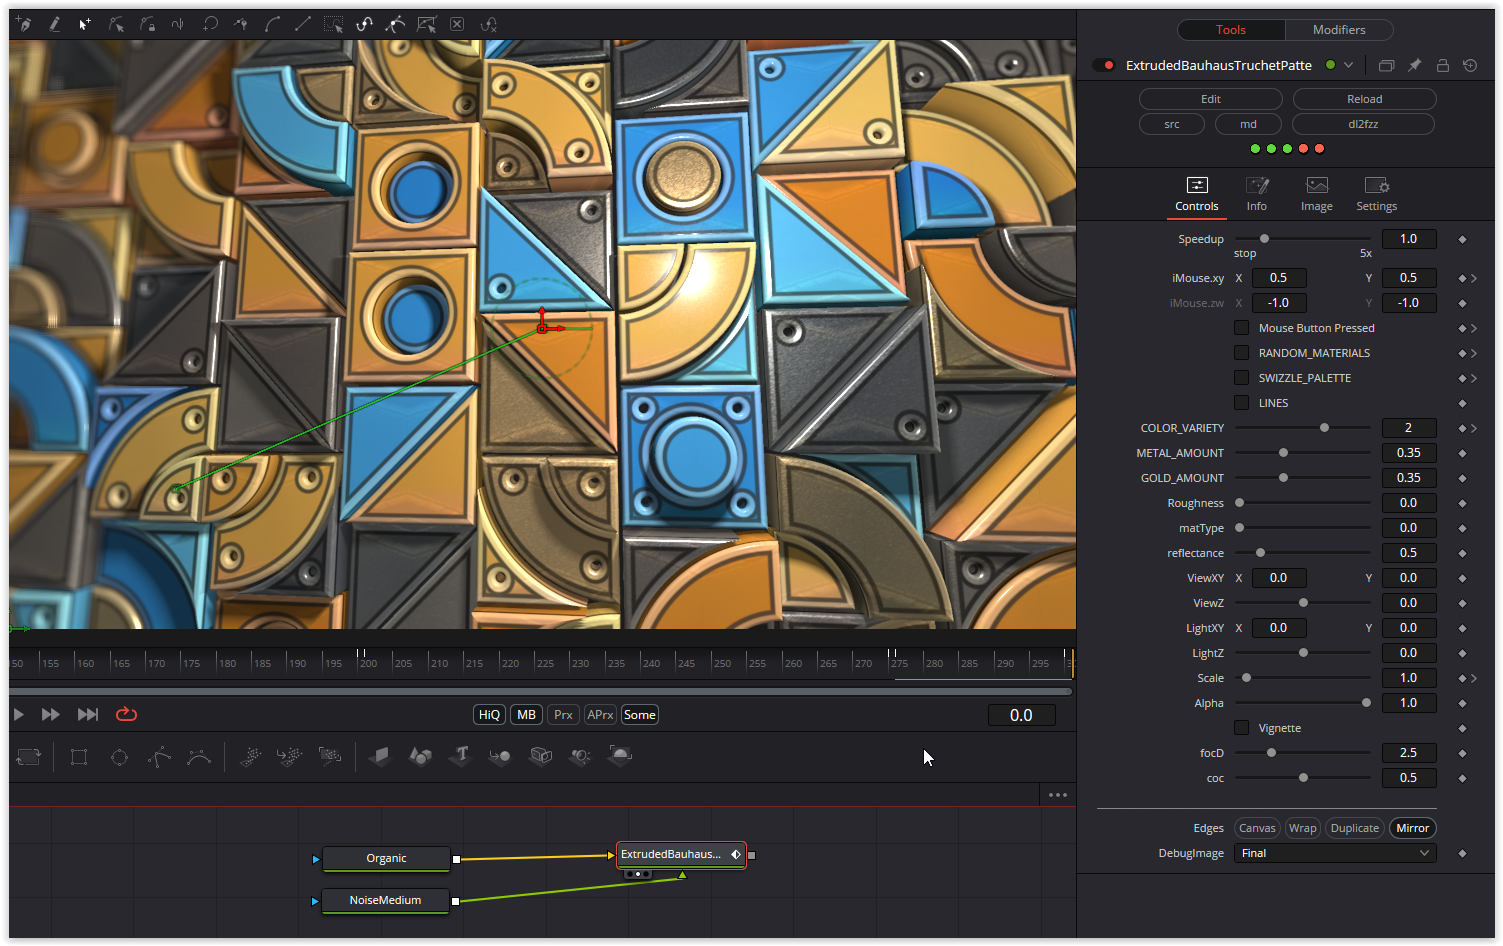 Tools Modifiers
ExtrudedBauhausTruchetPatte
Edit Reload
src md dl2fzz
Controls Info Image Settings
Speedup 1.0
stop 5x
iMouse.xy X 0.5 Y 0.5
iMouse.zw X -1.0 Y -1.0
Mouse Button Pressed
RANDOM_MATERIALS
SWIZZLE_PALETTE
LINES
COLOR_VARIETY 2
METAL_AMOUNT 0.35
GOLD_AMOUNT 0.35
Roughness 0.0
matType 0.0
reflectance 0.5
ViewXY X 0.0 Y 0.0
ViewZ 0.0
LightXY X 0.0 Y 0.0
LightZ 0.0
Scale 1.0
Alpha 1.0
Vignette
focD 2.5
coc 0.5
Edges Canvas Wrap Duplicate Mirror
DebugImage Final
155 160 165 170 175 180 185 190 195 200 205 210 215 220 225 230 235 240 245 250 255 260 265 270 275 280 285 290 295
HiQ MB Prx APrx Some 0.0
T
Organic ExtrudedBauhaus...
NoiseMedium